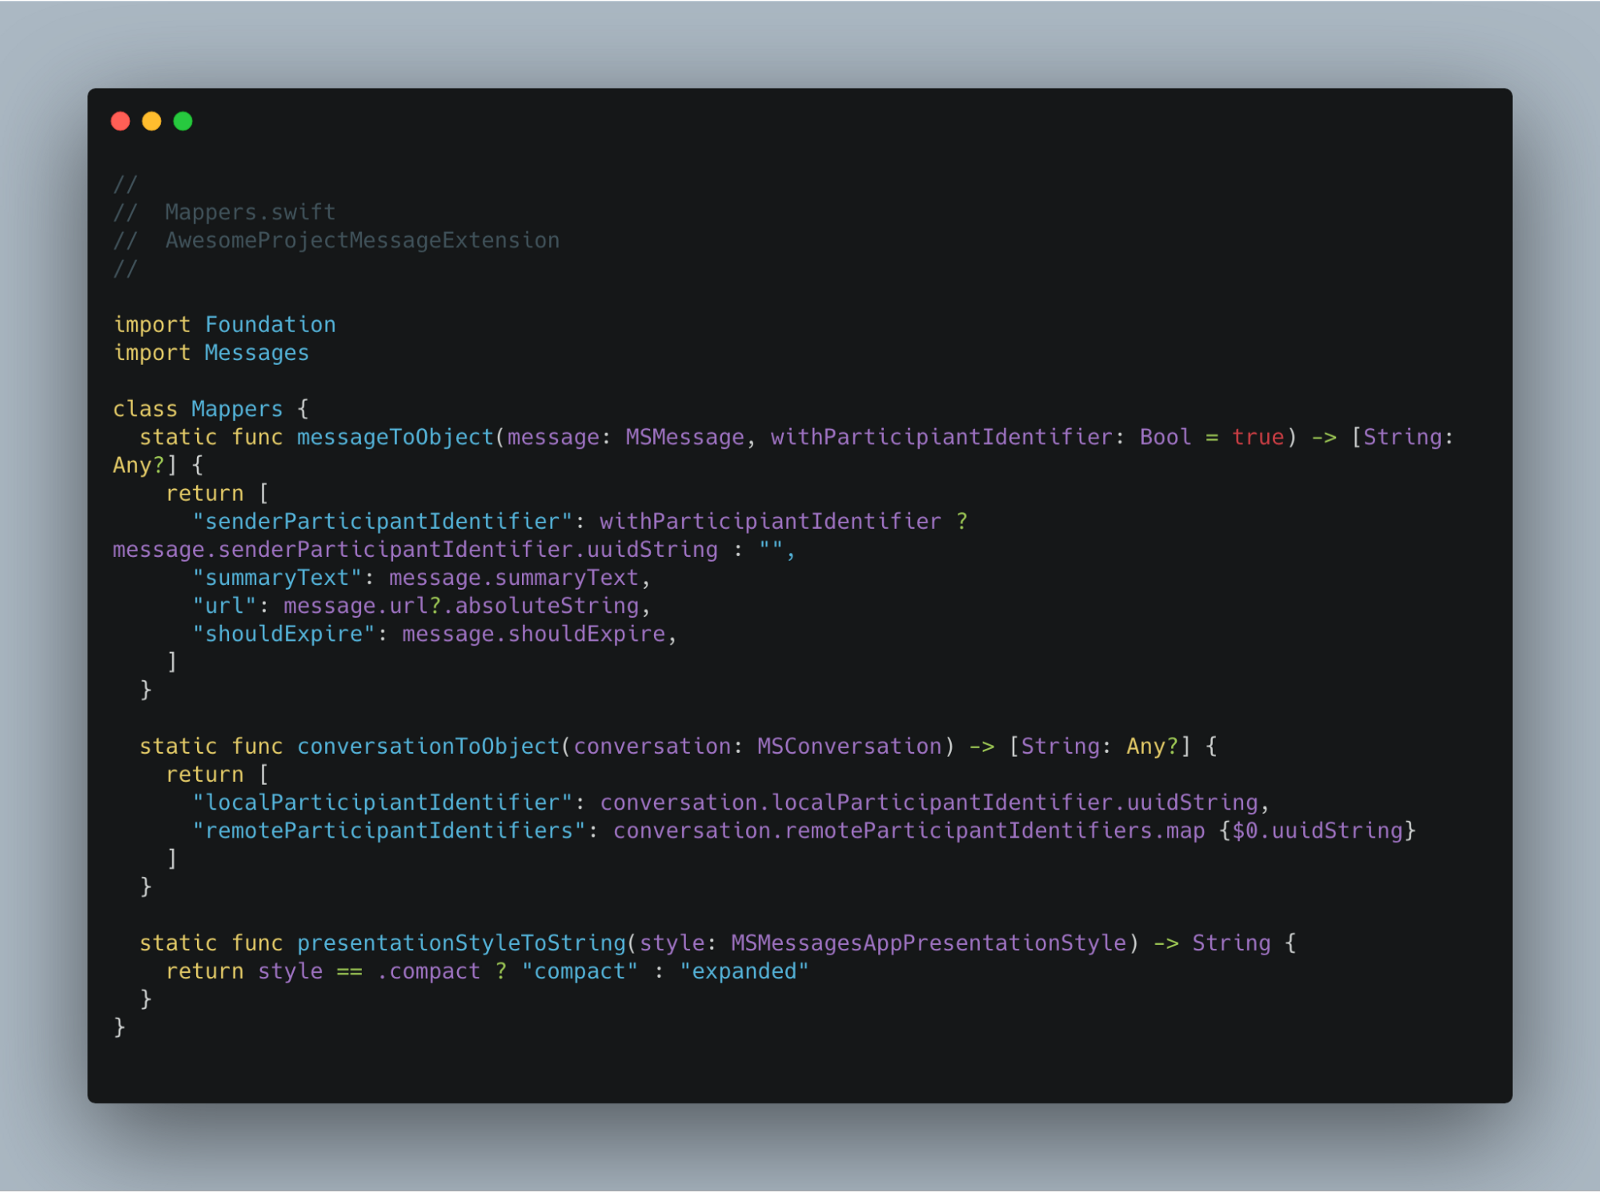 //
//  Mappers.swift
//  AwesomeProjectMessageExtension
//
import Foundation
import Messages
class Mappers {
  static func messageToObject(message: MSMessage, withParticipiantIdentifier: Bool = true) -> [String:
Any?] {
    return [
      "senderParticipantIdentifier": withParticipiantIdentifier ?
message.senderParticipantIdentifier.uuidString : "",
      "summaryText": message.summaryText,
      "url": message.url?.absoluteString,
      "shouldExpire": message.shouldExpire,
    ]
  }
  static func conversationToObject(conversation: MSConversation) -> [String: Any?] {
    return [
      "localParticipiantIdentifier": conversation.localParticipantIdentifier.uuidString,
      "remoteParticipantIdentifiers": conversation.remoteParticipantIdentifiers.map {$0.uuidString}
    ]
  }
  static func presentationStyleToString(style: MSMessagesAppPresentationStyle) -> String {
    return style == .compact ? "compact" : "expanded"
  }
}